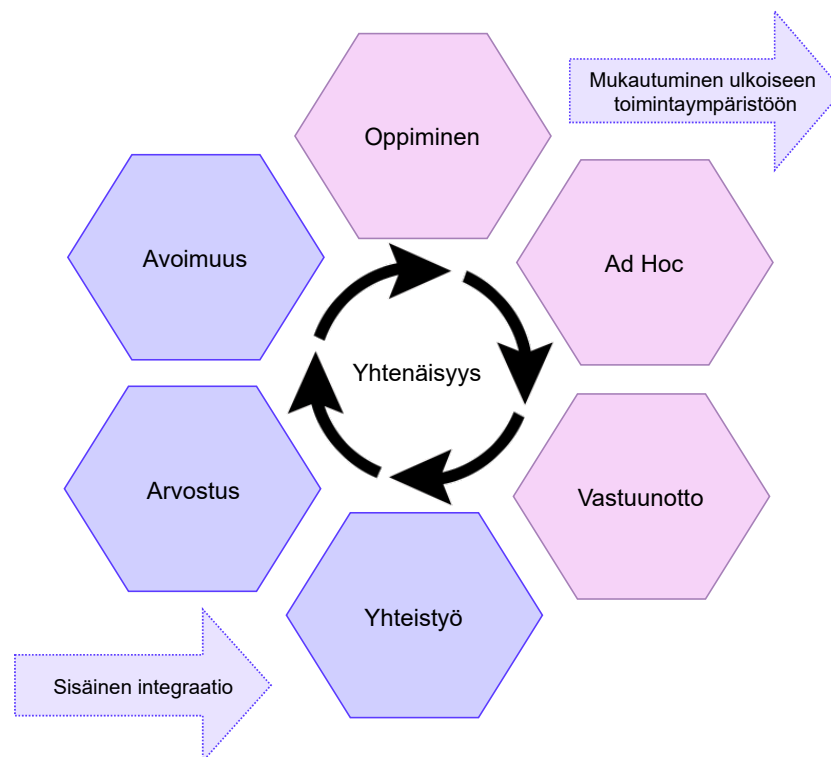 Mukautuminen ulkoiseen
toimintaympäristöön
Oppiminen
Avoimuus
Ad Hoc
Yhtenäisyys
Arvostus
Vastuunotto
Yhteistyö
Sisäinen integraatio